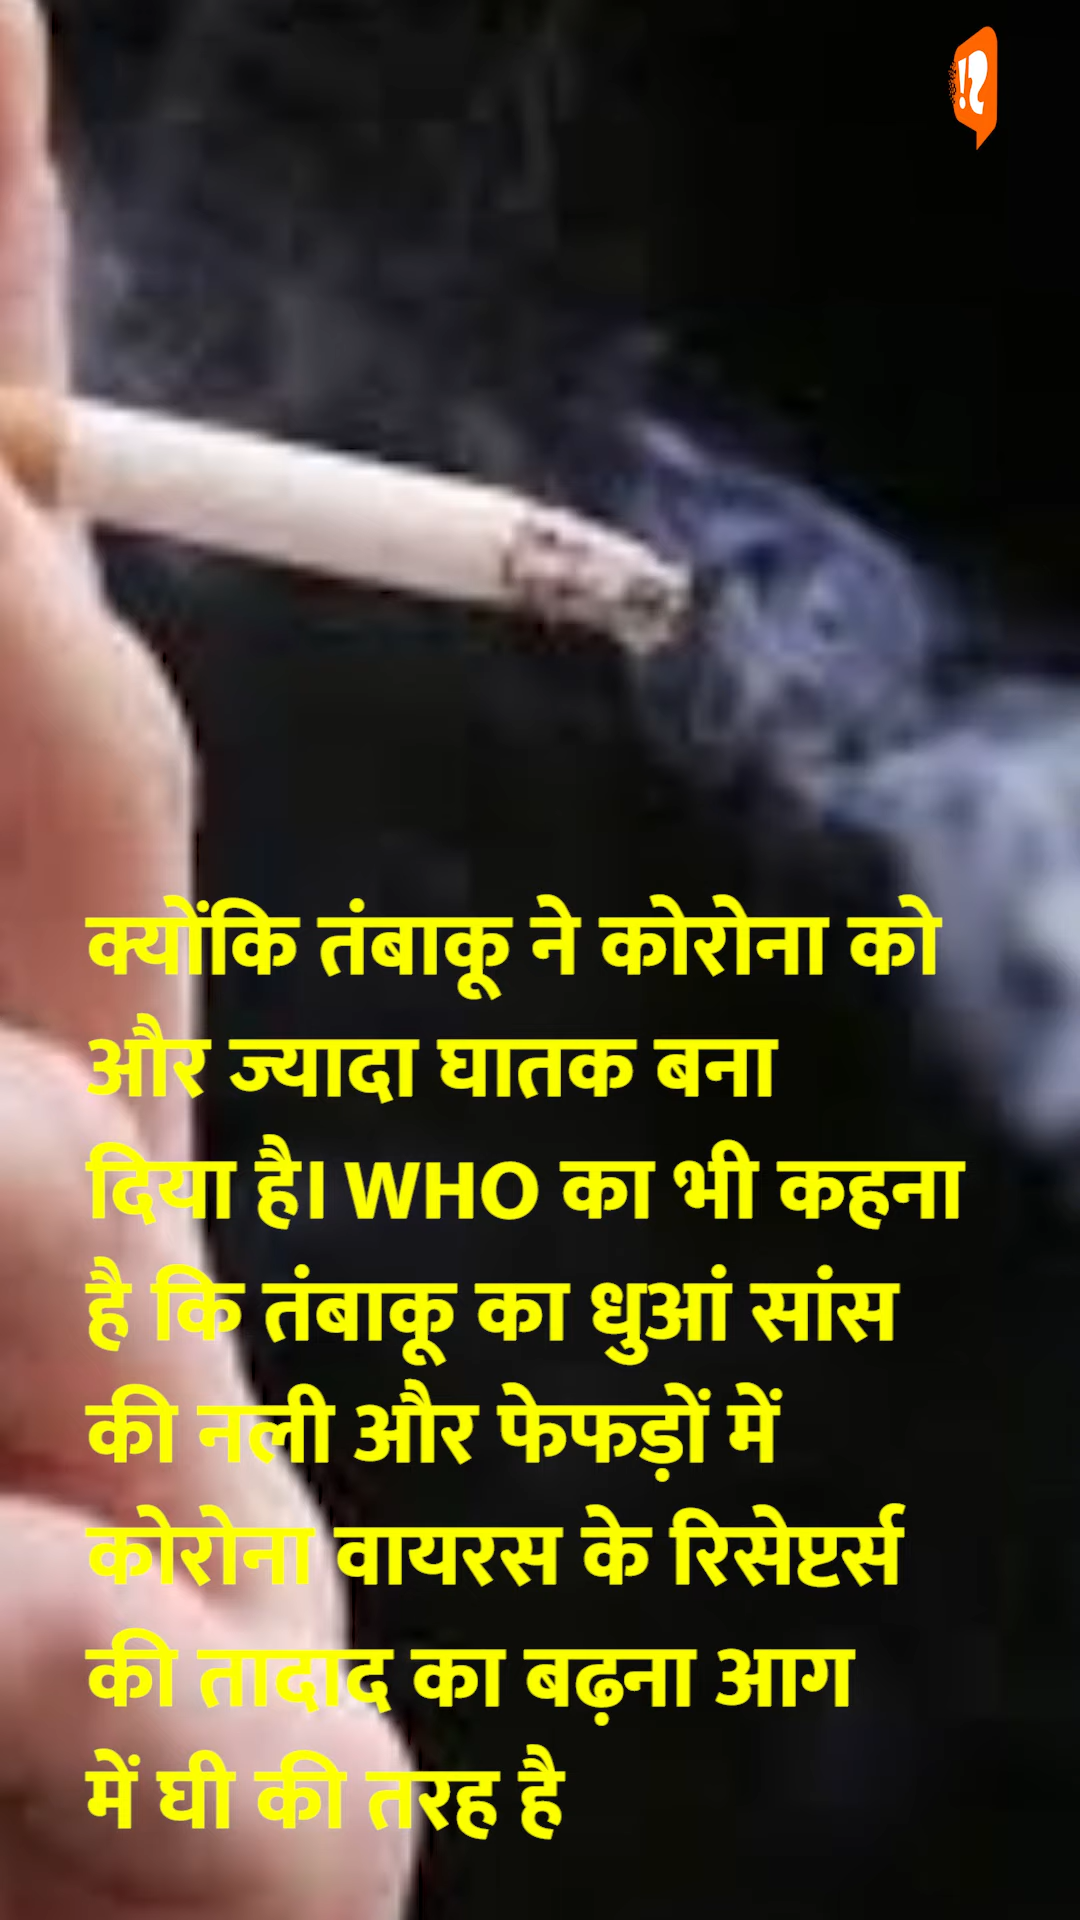 क्योंकि तंबाकू ने कोरोना को
और ज्यादा घातक बना
दिया है। WHO का भी कहना
है कि तंबाकू का धुआं सांस
की नली और फेफड़ों में
कोरोना वायरस के रिसेप्टर्स
की तादाद का बढ़ना आग
में घी की तरह है